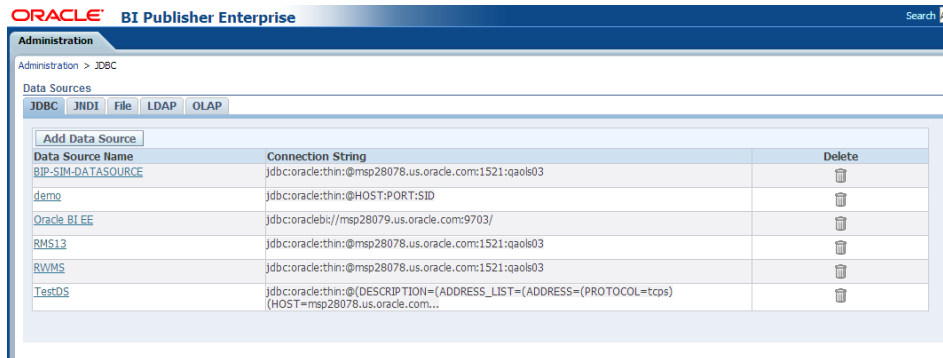 ORACLE BI Publisher Enterprise
Search
Administration
Administration > JDBC
Data Sources
JDBC JNDI File LDAP OLAP
Add Data Source
Data Source Name Connection String Delete
BIP-SIM-DATASOURCE jdbc:oracle:thin:@msp28078.us.oracle.com:1521:qaols03
demo jdbc:oracle:thin:@HOST:PORT:SID
Oracle BI EE jdbc:oraclebi://msp28079.us.oracle.com:9703/
RMS13 jdbc:oracle:thin:@msp28078.us.oracle.com:1521:qaols03
RWMS jdbc:oracle:thin:@msp28078.us.oracle.com:1521:qaols03
TestDS jdbc:oracle:thin:@(DESCRIPTION=(ADDRESS_LIST=(ADDRESS=(PROTOCOL=tcps)
(HOST=msp28078.us.oracle.com...